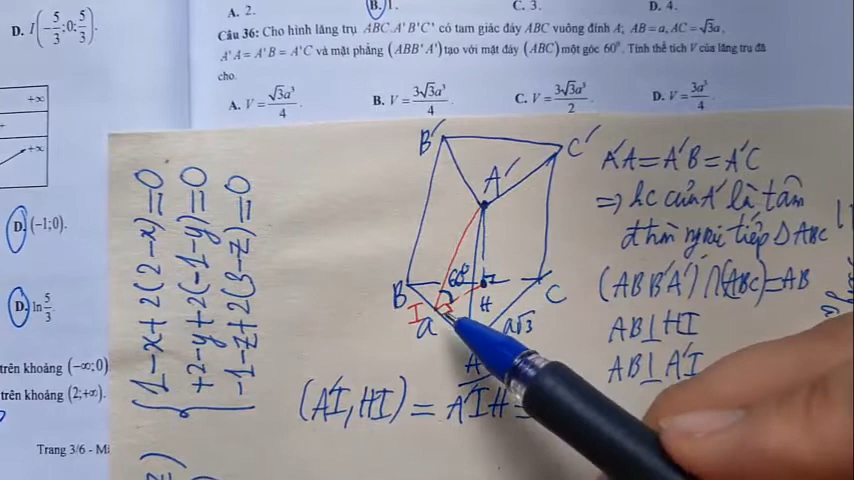 A. 2.
B. 1.
C. 3.
D. 4.
D. I(-5/3;0;5/3).
Câu 36: Cho hình lăng trụ ABC.A'B'C' có tam giác đáy ABC vuông đỉnh A; AB = a, AC = √3a,
A'A = A'B = A'C và mặt phẳng (ABB'A') tạo với mặt đáy (ABC) một góc 60°. Tính thể tích V của lăng trụ đã
cho.
A. V = √3a³/4.
B. V = 3√3a³/4.
C. V = 3√3a³/2.
D. V = 3a³/4.
+∞
+∞
D. (-1;0).
D. ln 5/3.
trên khoảng (-∞;0)
trên khoảng (2;+∞).
Trang 3/6 - M
1-x+2(2-x)=0
+2-y+2(-1-y)=0
-1-z+2(3-z)=0
B'
C'
A'
60°
B
H
C
I
a
a√3
A
A'A=A'B=A'C
=> hc của A' là tâm
đtròn ngoại tiếp ΔABC
(ABB'A')∩(ABC)=AB
AB⊥HI
AB⊥A'I
(A'I,HI)=A'IH=